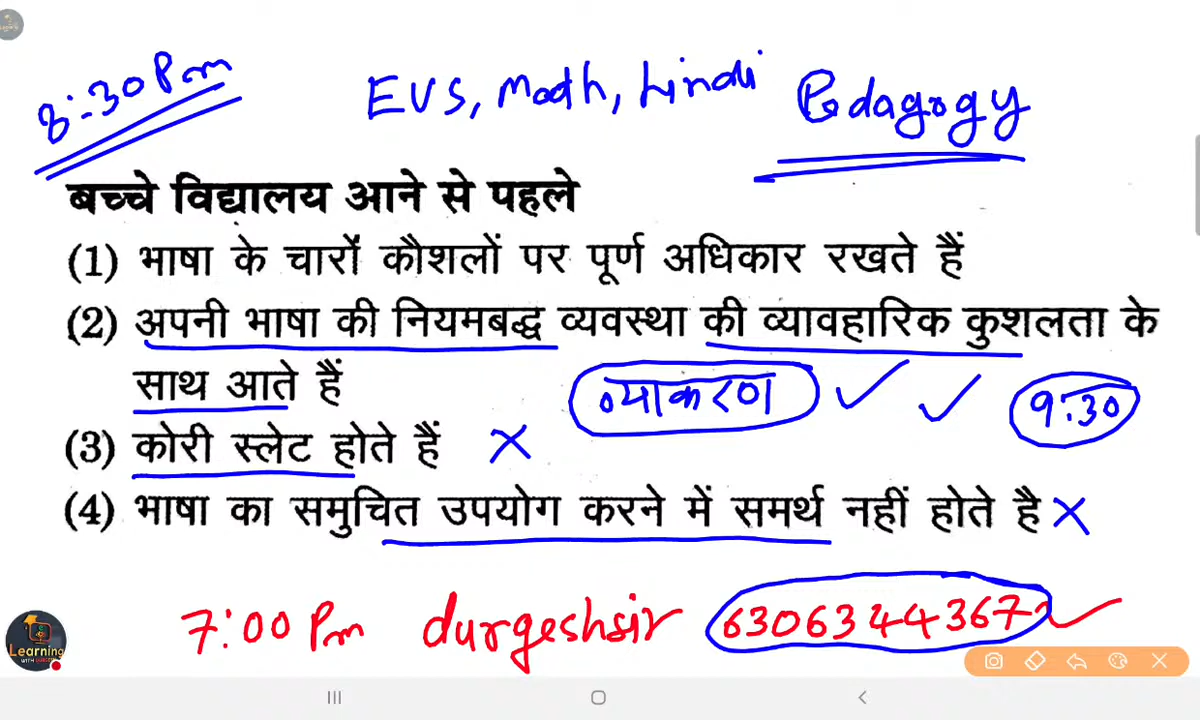 8:30 Pm
EVS, Math, Hindi Pedagogy
बच्चे विद्यालय आने से पहले
(1) भाषा के चारों कौशलों पर पूर्ण अधिकार रखते हैं
(2) अपनी भाषा की नियमबद्ध व्यवस्था की व्यावहारिक कुशलता के
साथ आते हैं
व्याकरण
9:30
(3) कोरी स्लेट होते हैं
(4) भाषा का समुचित उपयोग करने में समर्थ नहीं होते है
7:00 Pm durgeshsir 6306344367
Learning